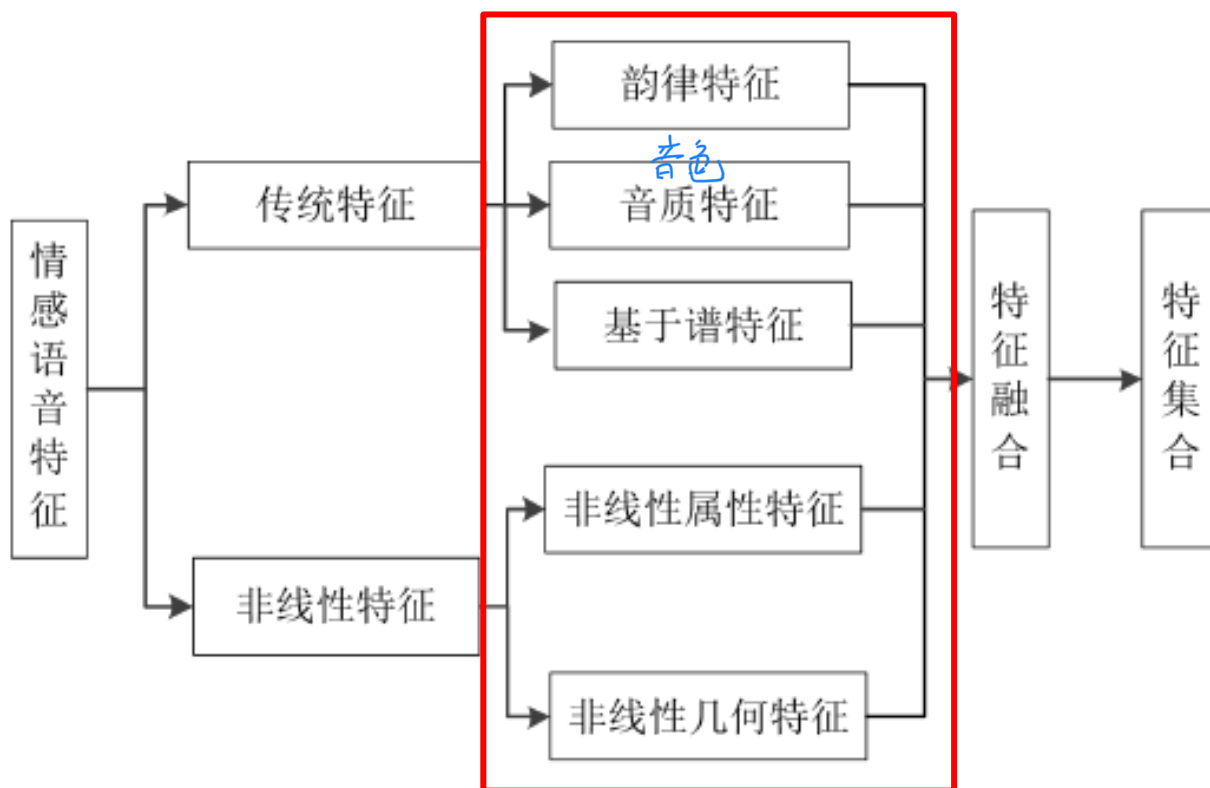 情感语音特征
传统特征
非线性特征
韵律特征
音色
音质特征
基于谱特征
非线性属性特征
非线性几何特征
特征融合
特征集合